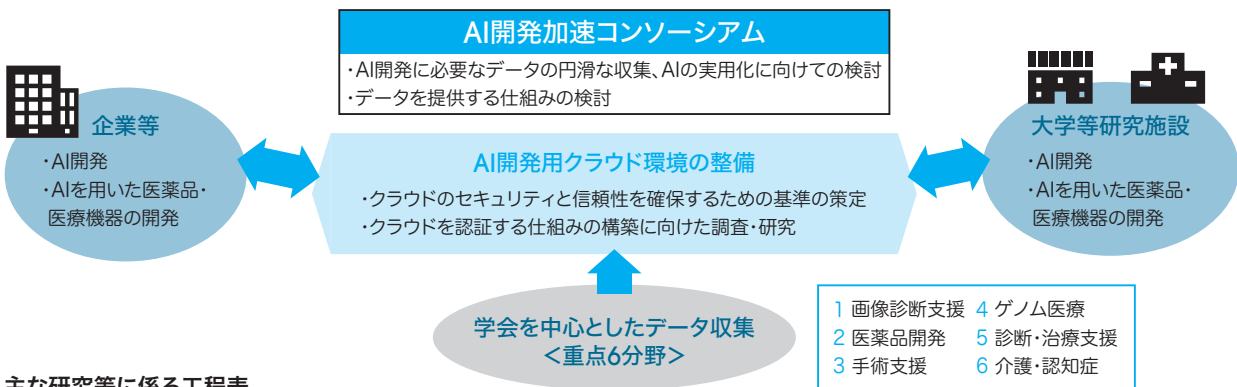 AI開発加速コンソーシアム
・AI開発に必要なデータの円滑な収集、AIの実用化に向けての検討
・データを提供する仕組みの検討
企業等
・AI開発
・AIを用いた医薬品・
医療機器の開発
AI開発用クラウド環境の整備
・クラウドのセキュリティと信頼性を確保するための基準の策定
・クラウドを認証する仕組みの構築に向けた調査・研究
大学等研究施設
・AI開発
・AIを用いた医薬品・
医療機器の開発
学会を中心としたデータ収集
＜重点6分野＞
1 画像診断支援 4 ゲノム医療
2 医薬品開発 5 診断・治療支援
3 手術支援 6 介護・認知症
主な研究等に係る工程表